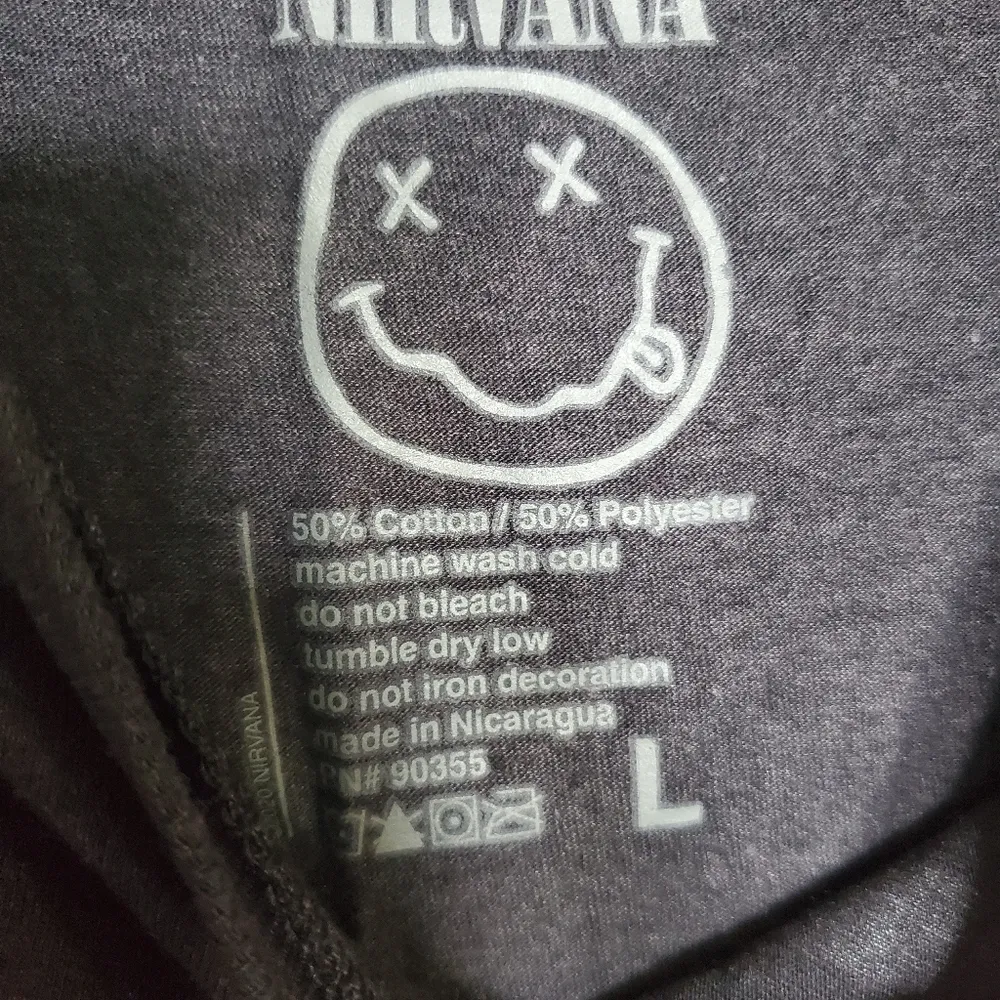 NIRVANA
50% Cotton / 50% Polyester
machine wash cold
do not bleach
tumble dry low
do not iron decoration
made in Nicaragua
PN# 90355
L
NIRVANA